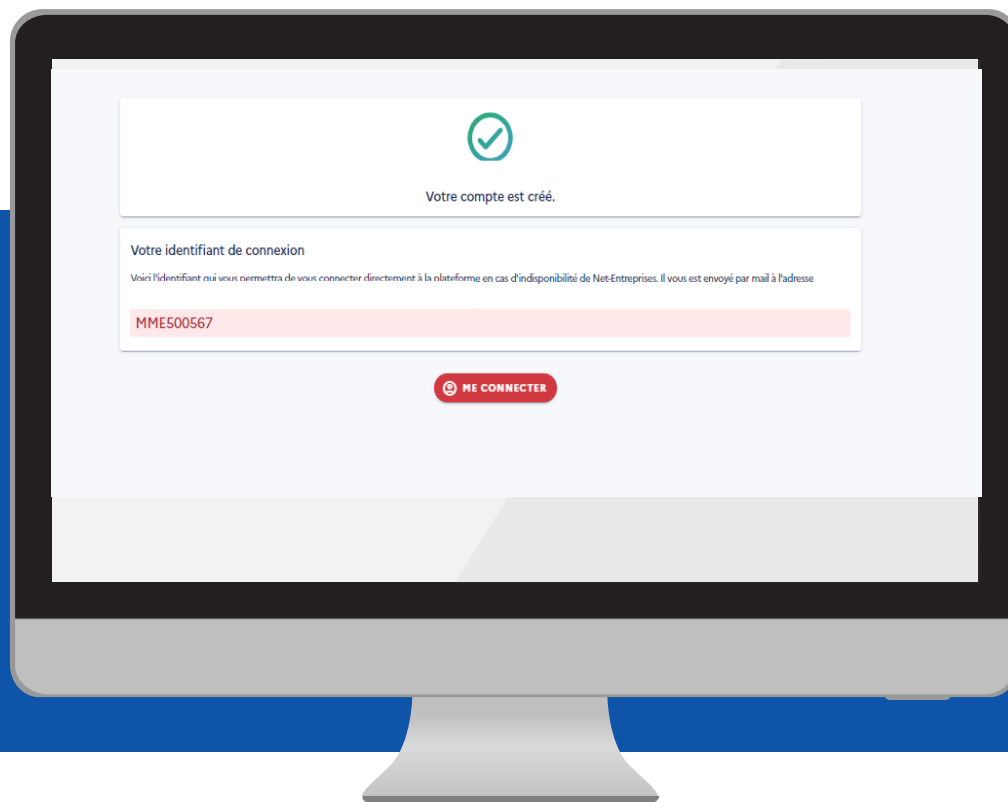 Votre compte est créé.
Votre identifiant de connexion
Voici l'identifiant qui vous permettra de vous connecter directement à la plateforme en cas d'indisponibilité de Net-Entreprises. Il vous est envoyé par mail à l'adresse
MME500567
ME CONNECTER